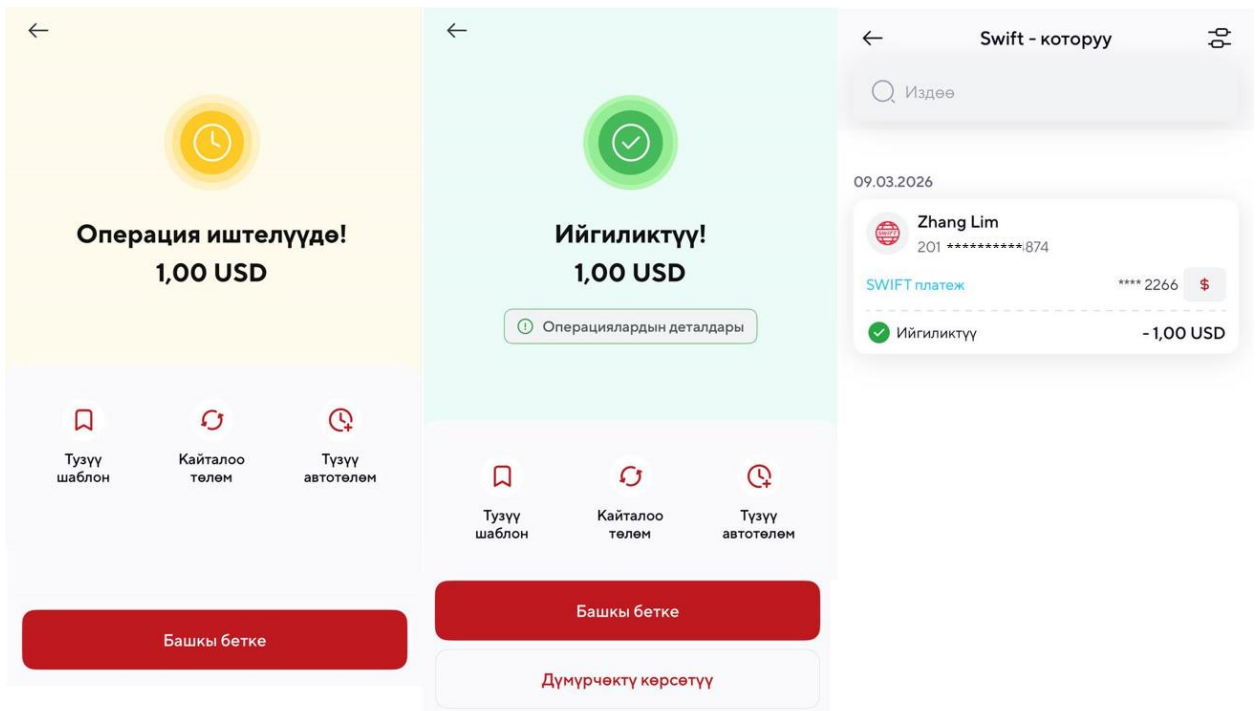 Операция иштелүүдө!
1,00 USD
Түзүү
шаблон
Кайталоо
төлөм
Түзүү
автотөлөм
Башкы бетке
Ийгиликтүү!
1,00 USD
Операциялардын деталдары
Түзүү
шаблон
Кайталоо
төлөм
Түзүү
автотөлөм
Башкы бетке
Дүмүрчөктү көрсөтүү
Swift - которуу
Издөө
09.03.2026
SWIFT
Zhang Lim
201 **********874
SWIFT платеж
**** 2266 $
Ийгиликтүү
- 1,00 USD